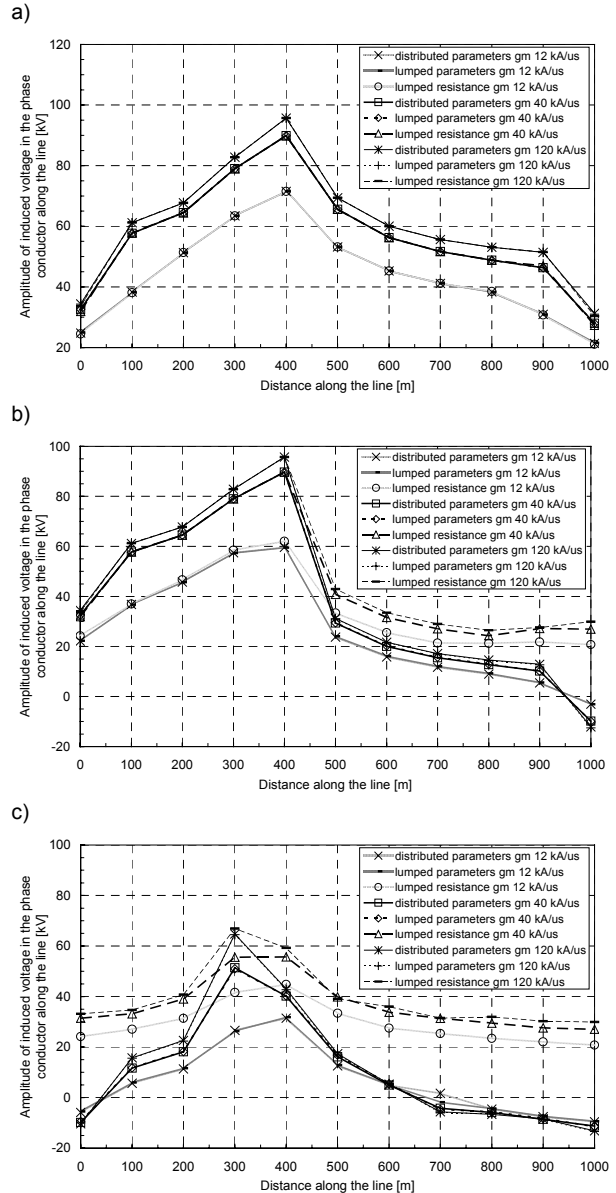 a)
120
100
80
60
40
20
Amplitude of induced voltage in the phase
conductor along the line [kV]
distributed parameters gm 12 kA/us
lumped parameters gm 12 kA/us
lumped resistance gm 12 kA/us
distributed parameters gm 40 kA/us
lumped parameters gm 40 kA/us
lumped resistance gm 40 kA/us
distributed parameters gm 120 kA/us
lumped parameters gm 120 kA/us
lumped resistance gm 120 kA/us
0 100 200 300 400 500 600 700 800 900 1000
Distance along the line [m]
b)
100
80
60
40
20
0
-20
Amplitude of induced voltage in the phase
conductor along the line [kV]
distributed parameters gm 12 kA/us
lumped parameters gm 12 kA/us
lumped resistance gm 12 kA/us
distributed parameters gm 40 kA/us
lumped parameters gm 40 kA/us
lumped resistance gm 40 kA/us
distributed parameters gm 120 kA/us
lumped parameters gm 120 kA/us
lumped resistance gm 120 kA/us
0 100 200 300 400 500 600 700 800 900 1000
Distance along the line [m]
c)
100
80
60
40
20
0
-20
Amplitude of induced voltage in the phase
conductor along the line [kV]
distributed parameters gm 12 kA/us
lumped parameters gm 12 kA/us
lumped resistance gm 12 kA/us
distributed parameters gm 40 kA/us
lumped parameters gm 40 kA/us
lumped resistance gm 40 kA/us
distributed parameters gm 120 kA/us
lumped parameters gm 120 kA/us
lumped resistance gm 120 kA/us
0 100 200 300 400 500 600 700 800 900 1000
Distance along the line [m]